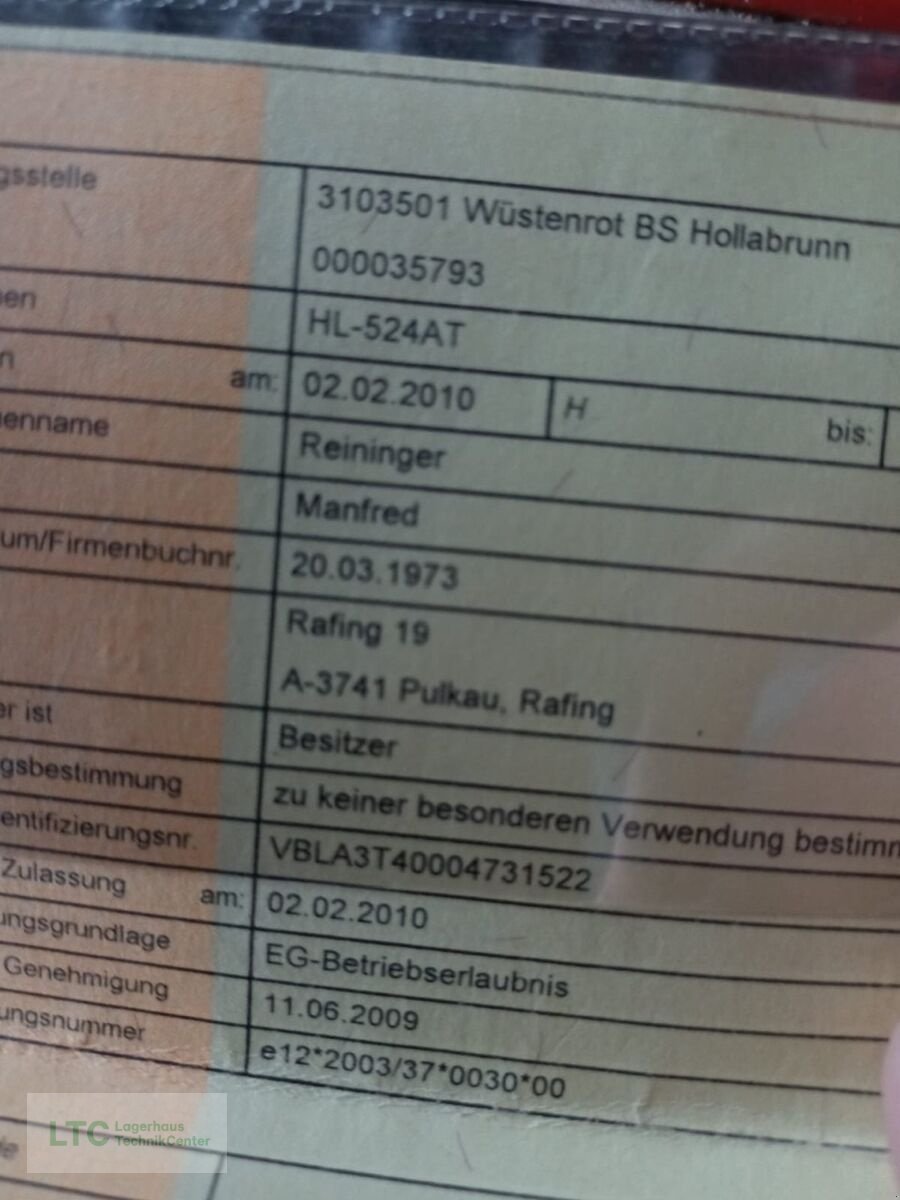 gsstelle 3103501 Wüstenrot BS Hollabrunn
000035793
en HL-524AT
n am: 02.02.2010 H bis:
enname Reininger
Manfred
um/Firmenbuchnr. 20.03.1973
Rafing 19
A-3741 Pulkau, Rafing
er ist Besitzer
gsbestimmung zu keiner besonderen Verwendung bestimm
entifizierungsnr. VBLA3T40004731522
Zulassung am: 02.02.2010
ungsgrundlage EG-Betriebserlaubnis
Genehmigung 11.06.2009
ungsnummer e12*2003/37*0030*00
LTC Lagerhaus
TechnikCenter